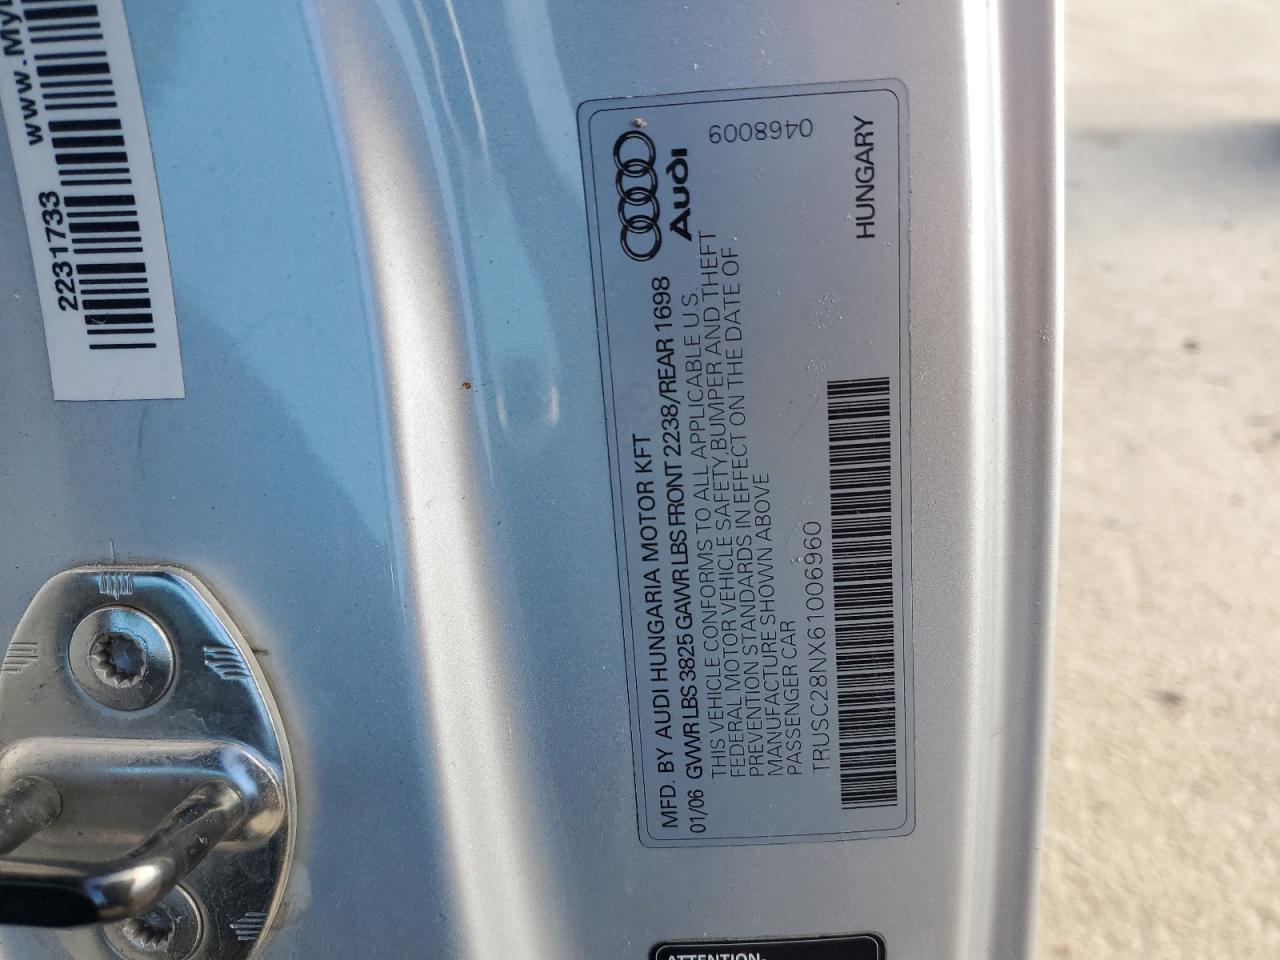 www.My
2231733
Audi
0468009
HUNGARY
MFD. BY AUDI HUNGARIA MOTOR KFT
01/06 GVWR LBS 3825 GAWR LBS FRONT 2238/REAR 1698
THIS VEHICLE CONFORMS TO ALL APPLICABLE U.S.
FEDERAL MOTOR VEHICLE SAFETY, BUMPER AND THEFT
PREVENTION STANDARDS IN EFFECT ON THE DATE OF
MANUFACTURE SHOWN ABOVE
PASSENGER CAR
TRUSC28NX61006960
ATTENTION: